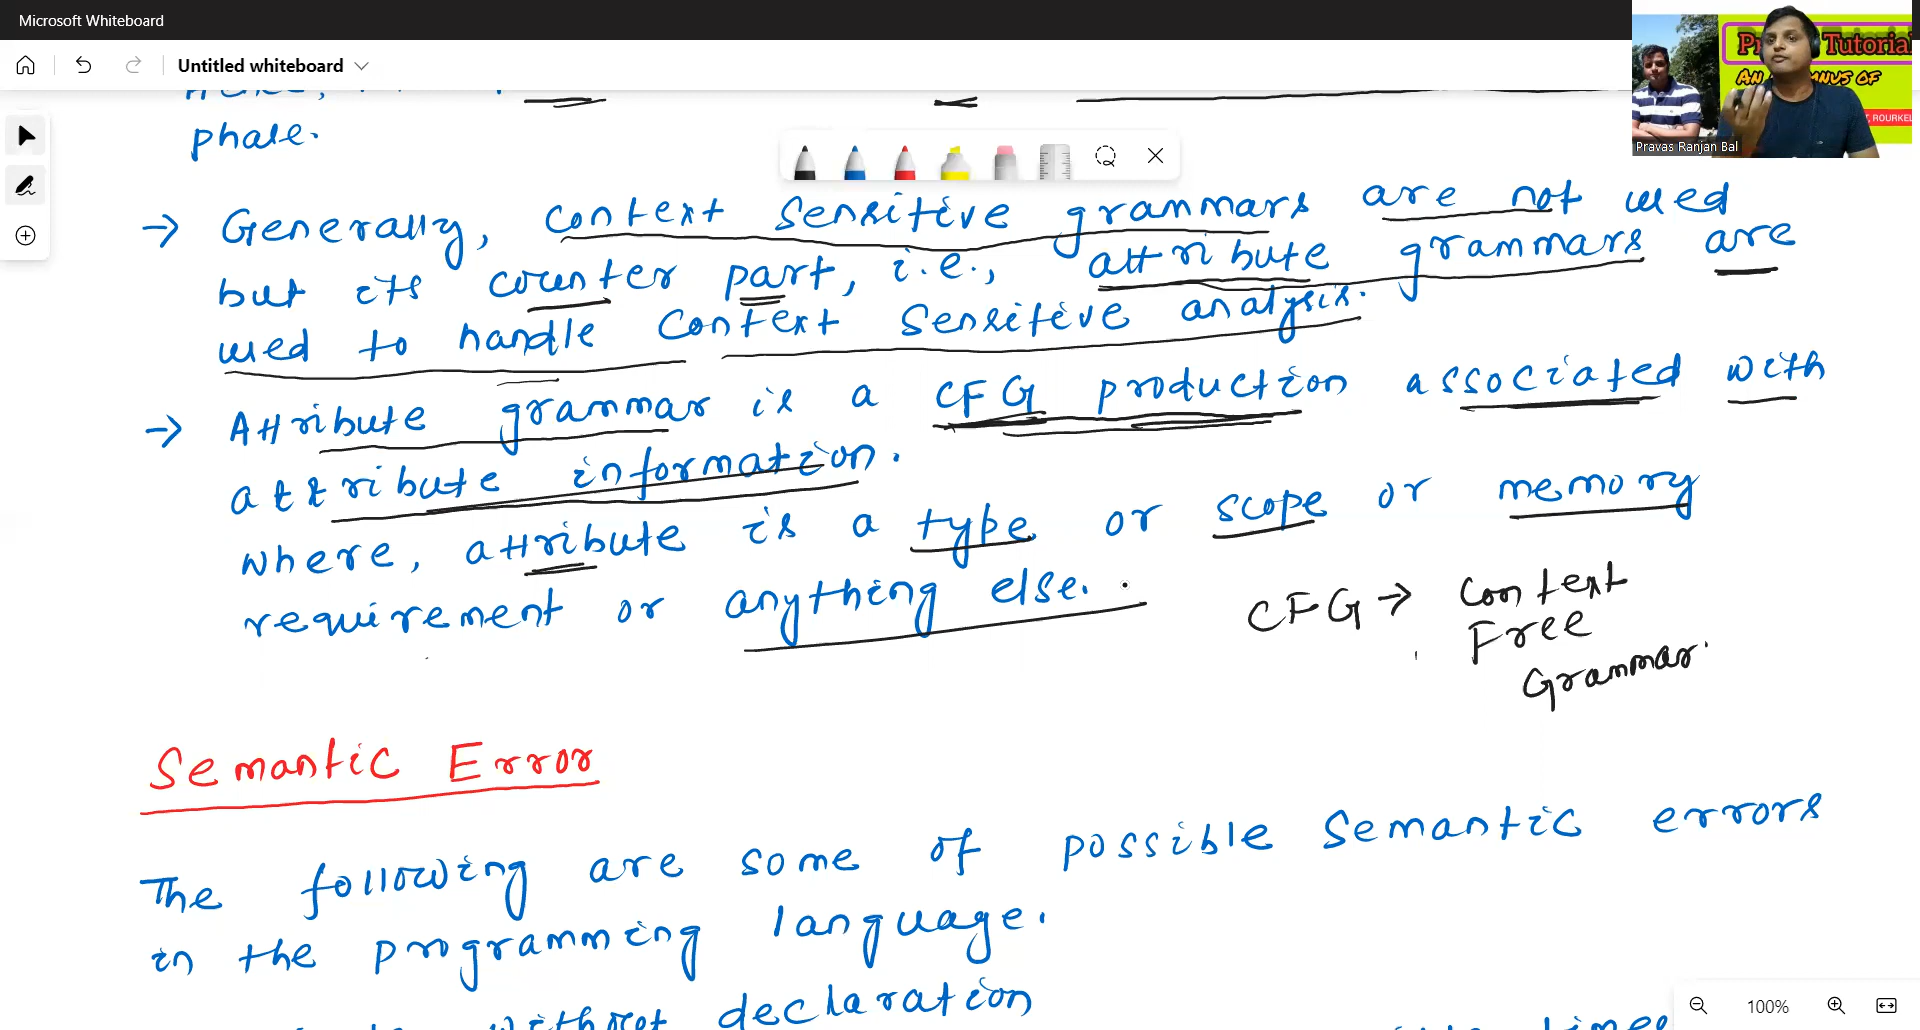 Microsoft Whiteboard
Untitled whiteboard
phase.
→ Generally, context sensitive grammars are not used
but its counter part, i.e., attribute grammars are
used to handle context sensitive analysis.
→ Attribute grammar is a CFG production associated with
attribute information.
where, attribute is a type or scope or memory
requirement or anything else.
CFG → Context
Free
Grammar.
Semantic Error
The following are some of possible semantic errors
in the programming language.
without declaration
Tutorial
OF
ROURKEL
Pravas Ranjan Bal
100%